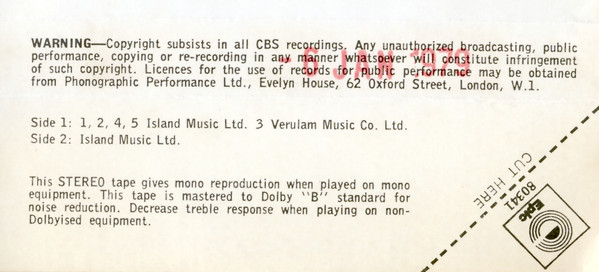 WARNING—Copyright subsists in all CBS recordings. Any unauthorized broadcasting, public
performance, copying or re-recording in any manner whatsoever will constitute infringement
of such copyright. Licences for the use of records for public performance may be obtained
from Phonographic Performance Ltd., Evelyn House, 62 Oxford Street, London, W.1.
-6 JAN 1979
Side 1: 1, 2, 4, 5 Island Music Ltd. 3 Verulam Music Co. Ltd.
Side 2: Island Music Ltd.
This STEREO tape gives mono reproduction when played on mono
equipment. This tape is mastered to Dolby "B" standard for
noise reduction. Decrease treble response when playing on non-
Dolbyised equipment.
CUT HERE
80341
Epic